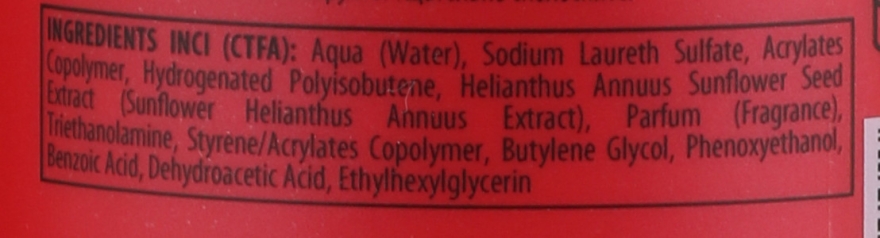 INGREDIENTS INCI (CTFA): Aqua (Water), Sodium Laureth Sulfate, Acrylates
Copolymer, Hydrogenated Polyisobutene, Helianthus Annuus Sunflower Seed
Extract (Sunflower Helianthus Annuus Extract), Parfum (Fragrance),
Triethanolamine, Styrene/Acrylates Copolymer, Butylene Glycol, Phenoxyethanol,
Benzoic Acid, Dehydroacetic Acid, Ethylhexylglycerin